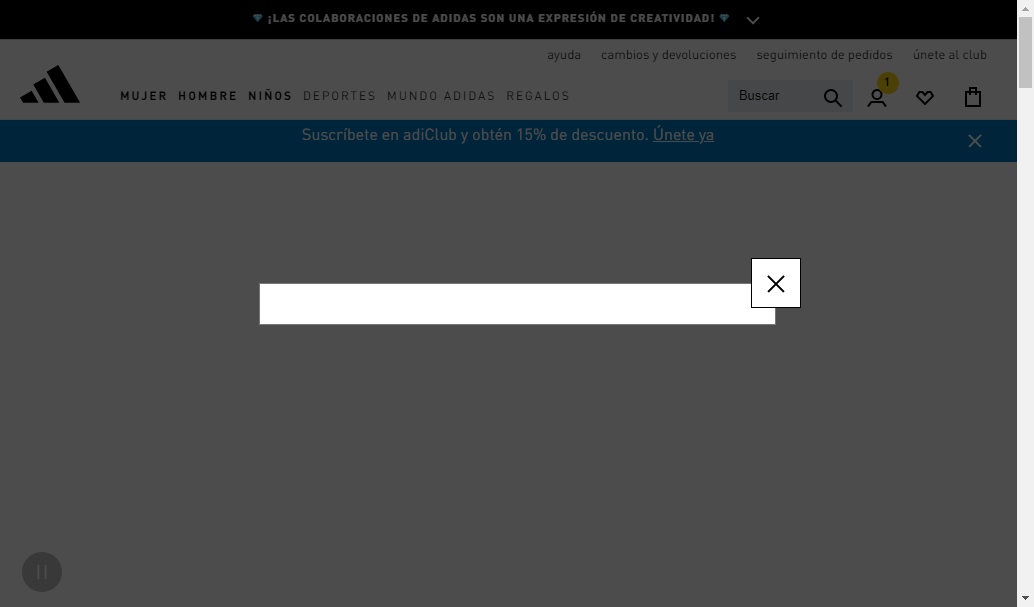 ¡LAS COLABORACIONES DE ADIDAS SON UNA EXPRESIÓN DE CREATIVIDAD!
ayuda cambios y devoluciones seguimiento de pedidos únete al club
1
MUJER HOMBRE NIÑOS DEPORTES MUNDO ADIDAS REGALOS Buscar
Suscríbete en adiClub y obtén 15% de descuento. Únete ya